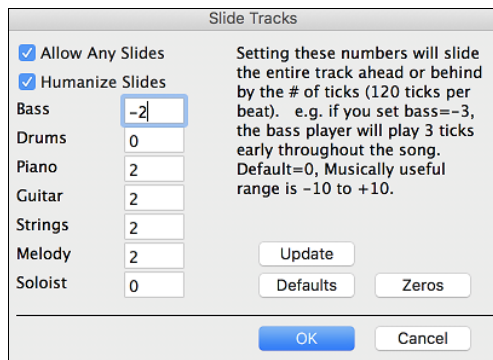 Slide Tracks
Allow Any Slides
Humanize Slides
Bass -2
Drums 0
Piano 2
Guitar 2
Strings 2
Melody 2
Soloist 0
Setting these numbers will slide
the entire track ahead or behind
by the # of ticks (120 ticks per
beat). e.g. if you set bass=-3,
the bass player will play 3 ticks
early throughout the song.
Default=0, Musically useful
range is -10 to +10.
Update
Defaults Zeros
OK Cancel